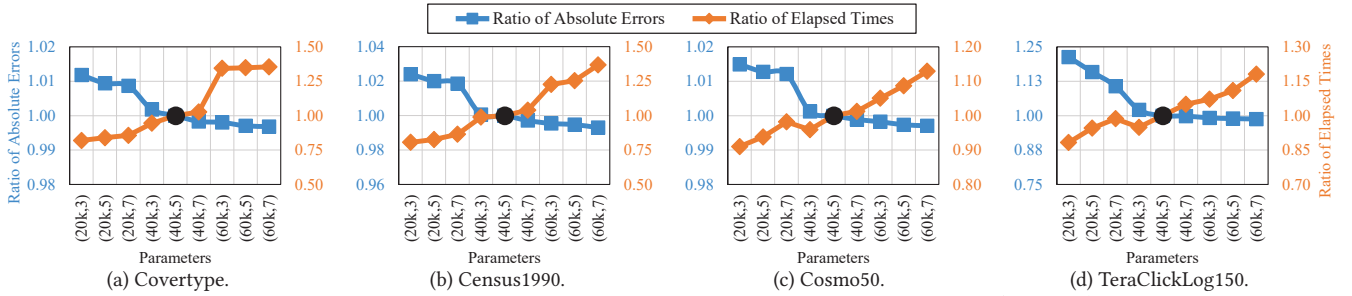 Ratio of Absolute Errors
Ratio of Elapsed Times
Ratio of Absolute Errors
1.02
1.01
1.00
0.99
0.98
1.50
1.25
1.00
0.75
0.50
(20k,3)
(20k,5)
(20k,7)
(40k,3)
(40k,5)
(40k,7)
(60k,3)
(60k,5)
(60k,7)
Parameters
(a) Covertype.
1.04
1.02
1.00
0.98
0.96
1.50
1.25
1.00
0.75
0.50
(20k,3)
(20k,5)
(20k,7)
(40k,3)
(40k,5)
(40k,7)
(60k,3)
(60k,5)
(60k,7)
Parameters
(b) Census1990.
1.02
1.01
1.00
0.99
0.98
1.20
1.10
1.00
0.90
0.80
(20k,3)
(20k,5)
(20k,7)
(40k,3)
(40k,5)
(40k,7)
(60k,3)
(60k,5)
(60k,7)
Parameters
(c) Cosmo50.
1.25
1.13
1.00
0.88
0.75
1.30
1.15
1.00
0.85
0.70
Ratio of Elapsed Times
(20k,3)
(20k,5)
(20k,7)
(40k,3)
(40k,5)
(40k,7)
(60k,3)
(60k,5)
(60k,7)
Parameters
(d) TeraClickLog150.